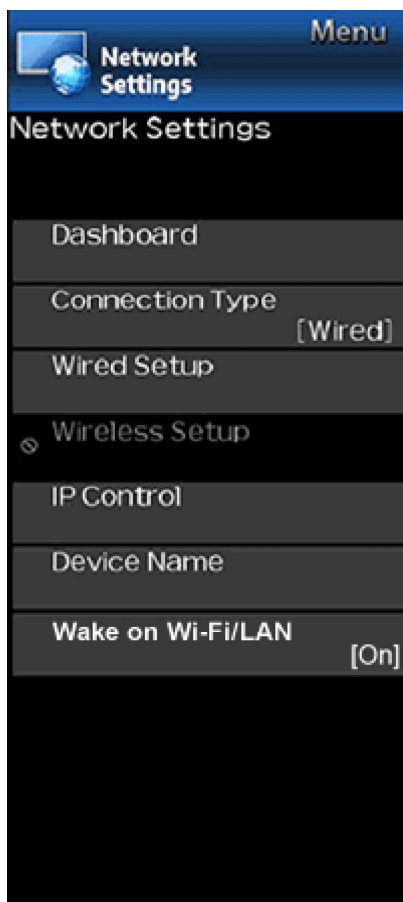 Menu
Network
Settings
Network Settings
Dashboard
Connection Type
[Wired]
Wired Setup
Wireless Setup
IP Control
Device Name
Wake on Wi-Fi/LAN
[On]